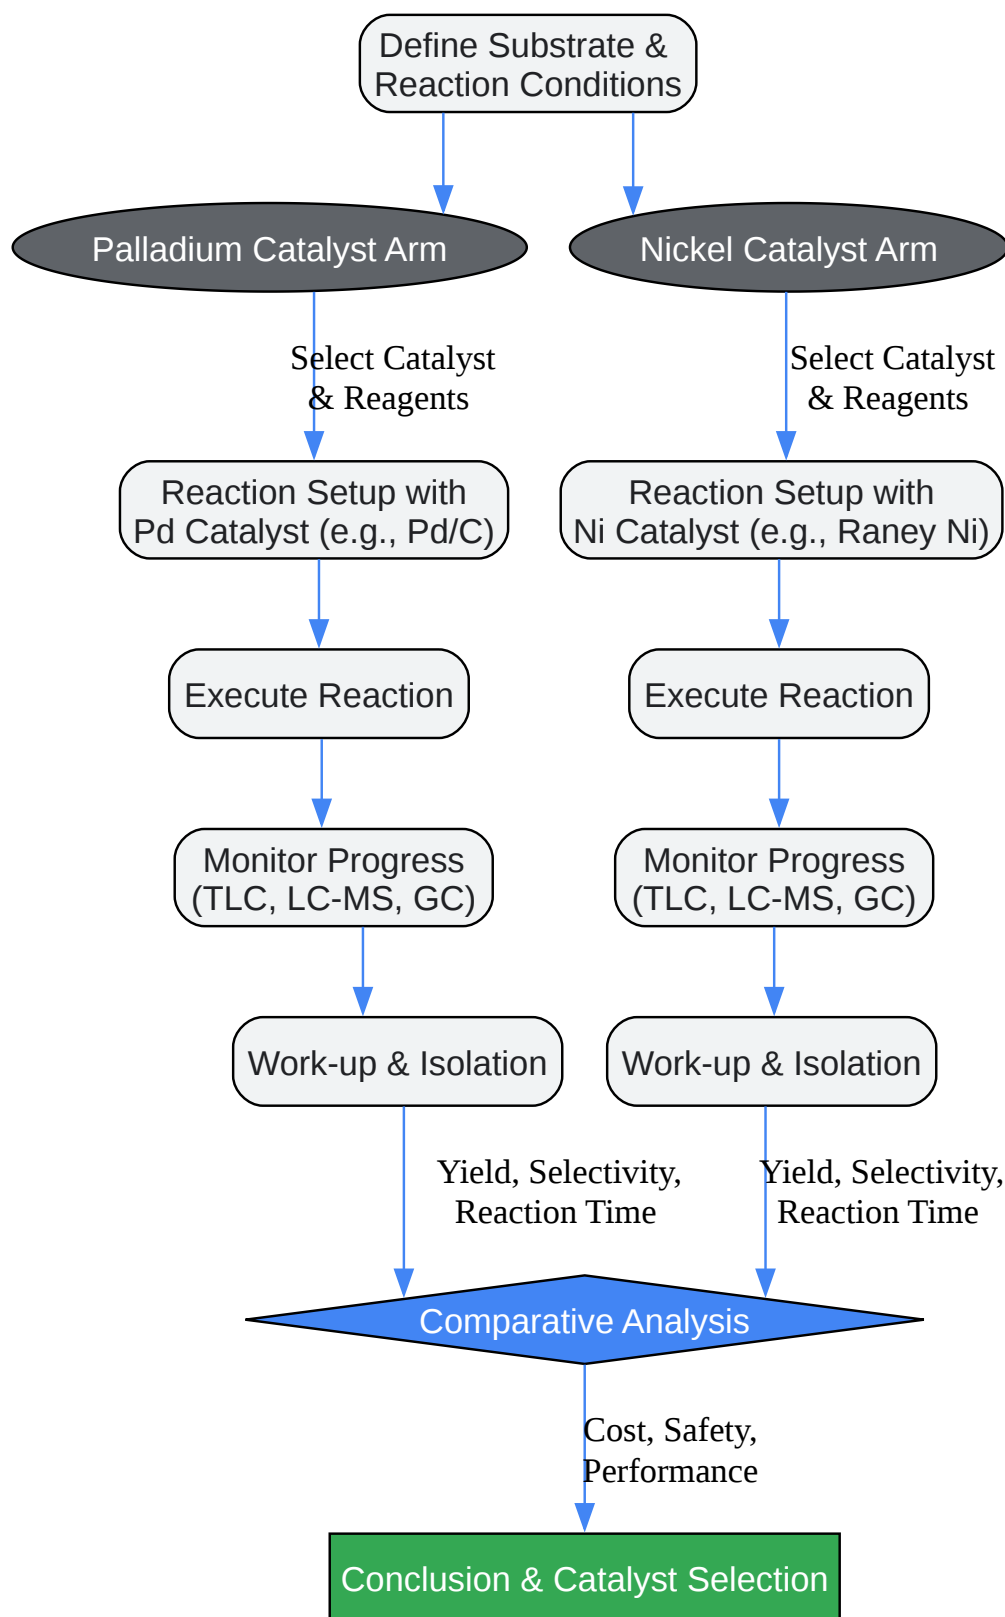 Define Substrate &
Reaction Conditions
Palladium Catalyst Arm
Nickel Catalyst Arm
Select Catalyst
& Reagents
Select Catalyst
& Reagents
Reaction Setup with
Pd Catalyst (e.g., Pd/C)
Reaction Setup with
Ni Catalyst (e.g., Raney Ni)
Execute Reaction
Execute Reaction
Monitor Progress
(TLC, LC-MS, GC)
Monitor Progress
(TLC, LC-MS, GC)
Work-up & Isolation
Work-up & Isolation
Yield, Selectivity,
Reaction Time
Yield, Selectivity,
Reaction Time
Comparative Analysis
Cost, Safety,
Performance
Conclusion & Catalyst Selection